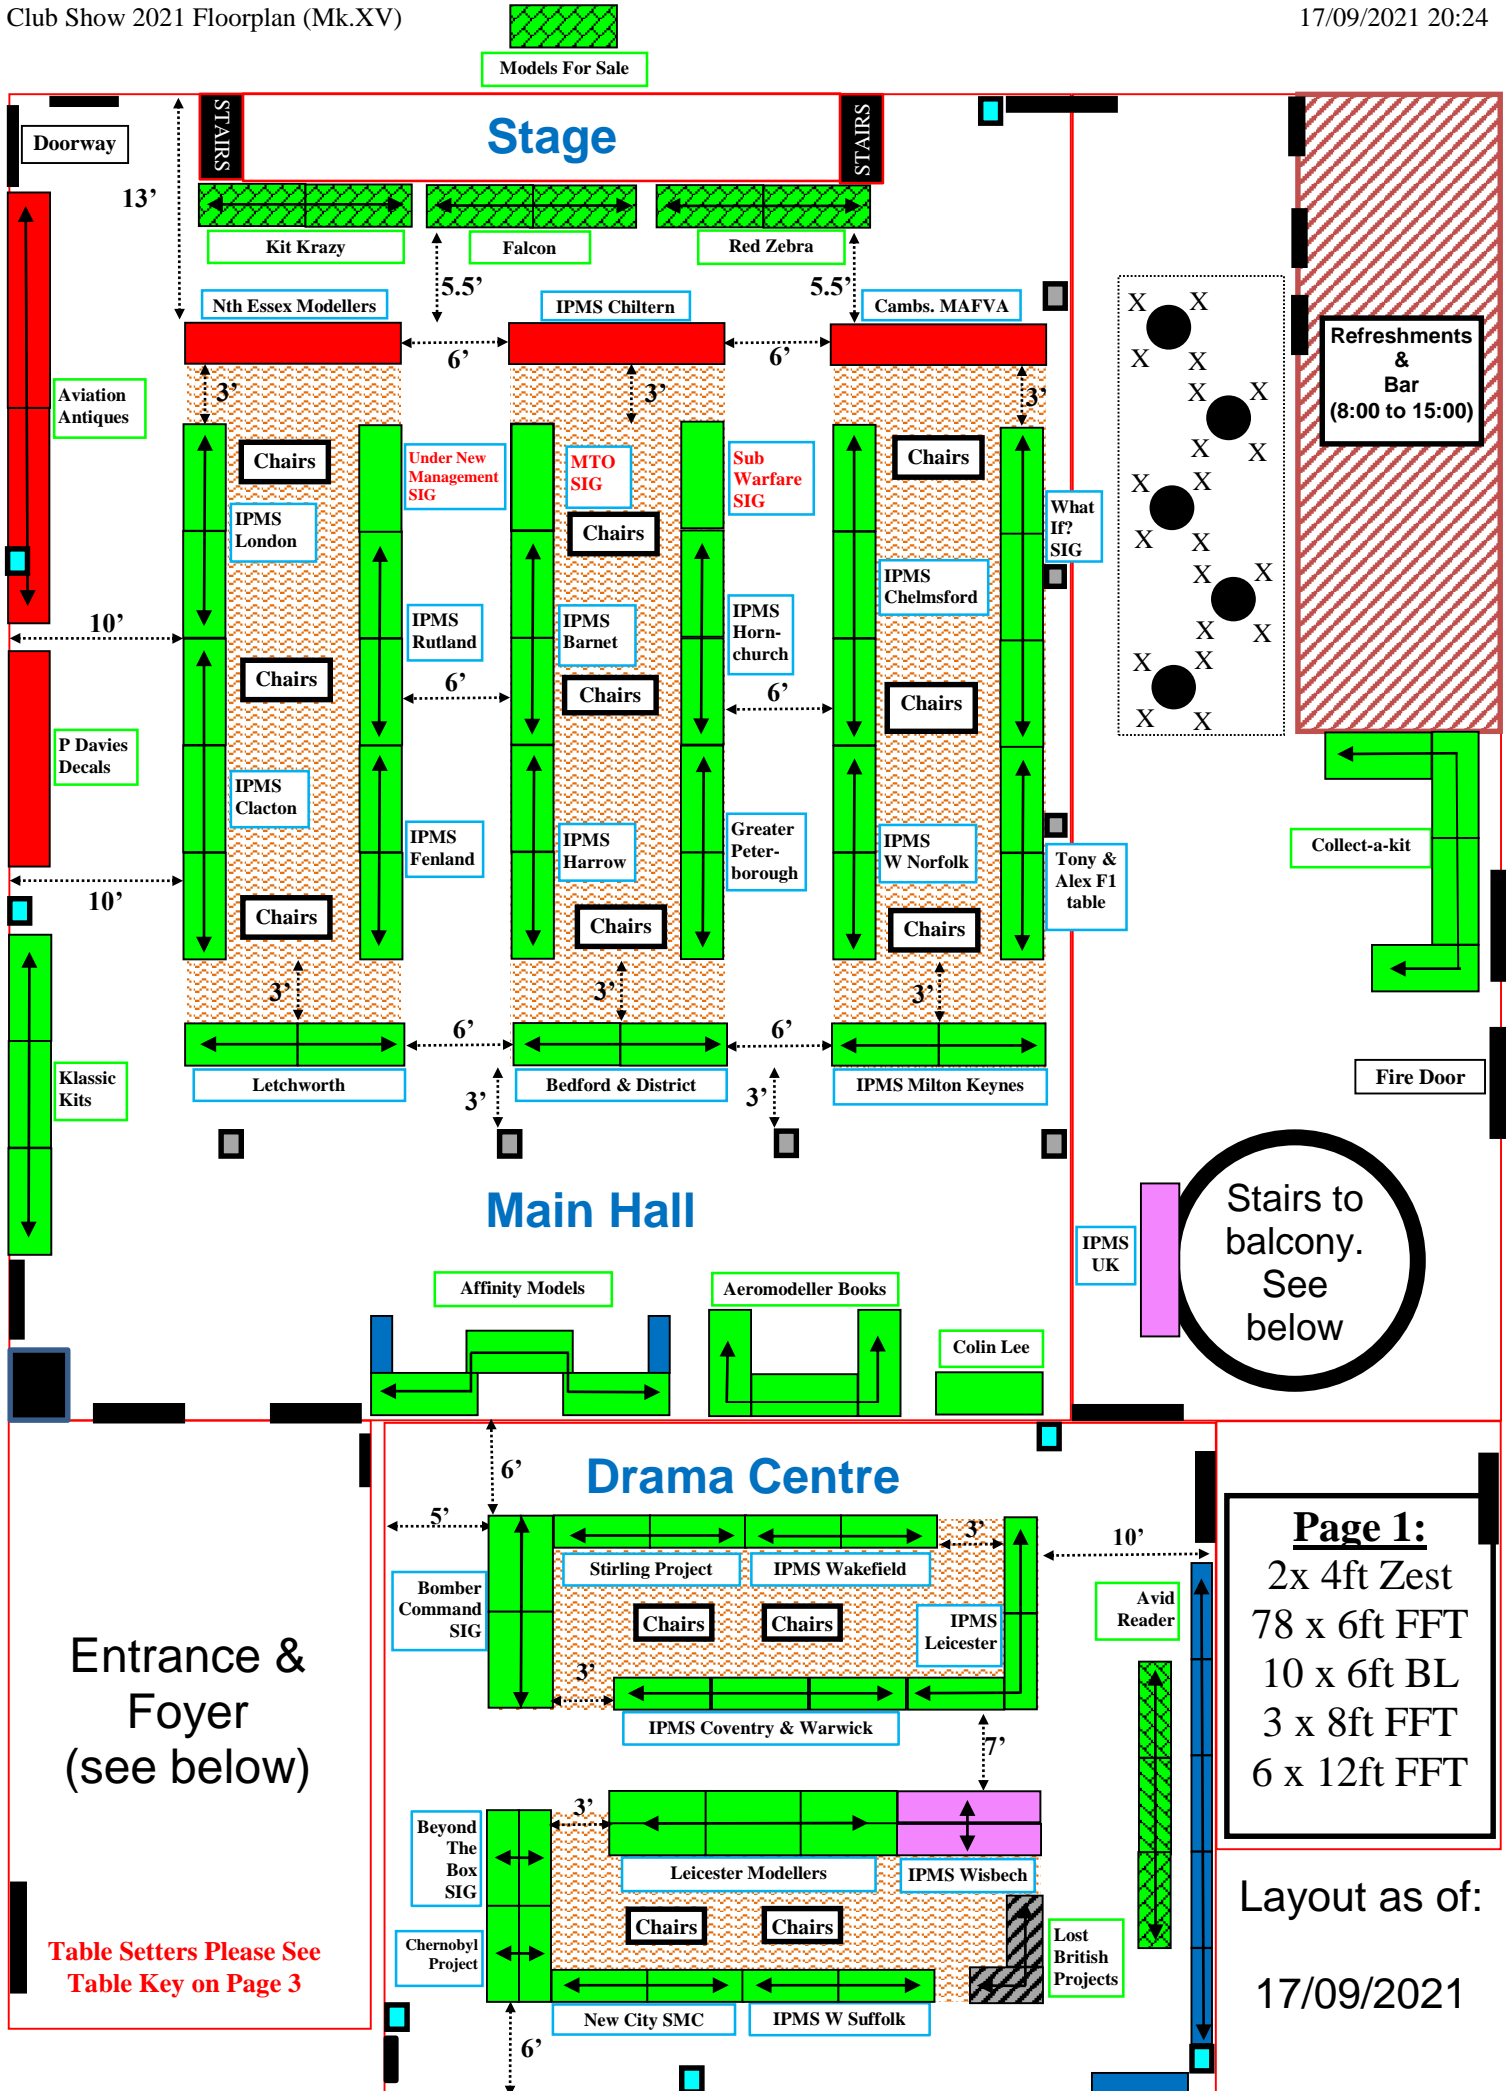 Club Show 2021 Floorplan (Mk.XV)
17/09/2021 20:24
Models For Sale
Doorway
STAIRS
Stage
STAIRS
13’
Kit Krazy
Falcon
Red Zebra
5.5’
5.5’
Nth Essex Modellers
IPMS Chiltern
Cambs. MAFVA
6’
6’
3’
3’
3’
X X
X X
X X
X X
X X
X X
X X
X X
X X
X X
Refreshments
&
Bar
(8:00 to 15:00)
Aviation
Antiques
Chairs
Under New
Management
SIG
MTO
SIG
Sub
Warfare
SIG
Chairs
IPMS
London
Chairs
What
If?
SIG
IPMS
Chelmsford
10’
IPMS
Rutland
IPMS
Barnet
IPMS
Horn-
church
Chairs
6’
Chairs
6’
Chairs
P Davies
Decals
IPMS
Clacton
IPMS
Fenland
IPMS
Harrow
Greater
Peter-
borough
IPMS
W Norfolk
Tony &
Alex F1
table
Collect-a-kit
10’
Chairs
Chairs
Chairs
3’
3’
3’
6’
6’
Klassic
Kits
Letchworth
Bedford & District
IPMS Milton Keynes
Fire Door
3’
3’
Main Hall
IPMS
UK
Stairs to
balcony.
See
below
Affinity Models
Aeromodeller Books
Colin Lee
6’
Drama Centre
5’
3’
10’
Stirling Project
IPMS Wakefield
Bomber
Command
SIG
Chairs
Chairs
IPMS
Leicester
Avid
Reader
3’
IPMS Coventry & Warwick
7’
Page 1:
2x 4ft Zest
78 x 6ft FFT
10 x 6ft BL
3 x 8ft FFT
6 x 12ft FFT
Entrance &
Foyer
(see below)
3’
Beyond
The
Box
SIG
Leicester Modellers
IPMS Wisbech
Chairs
Chairs
Chernobyl
Project
Lost
British
Projects
Layout as of:
17/09/2021
Table Setters Please See
Table Key on Page 3
New City SMC
IPMS W Suffolk
6’